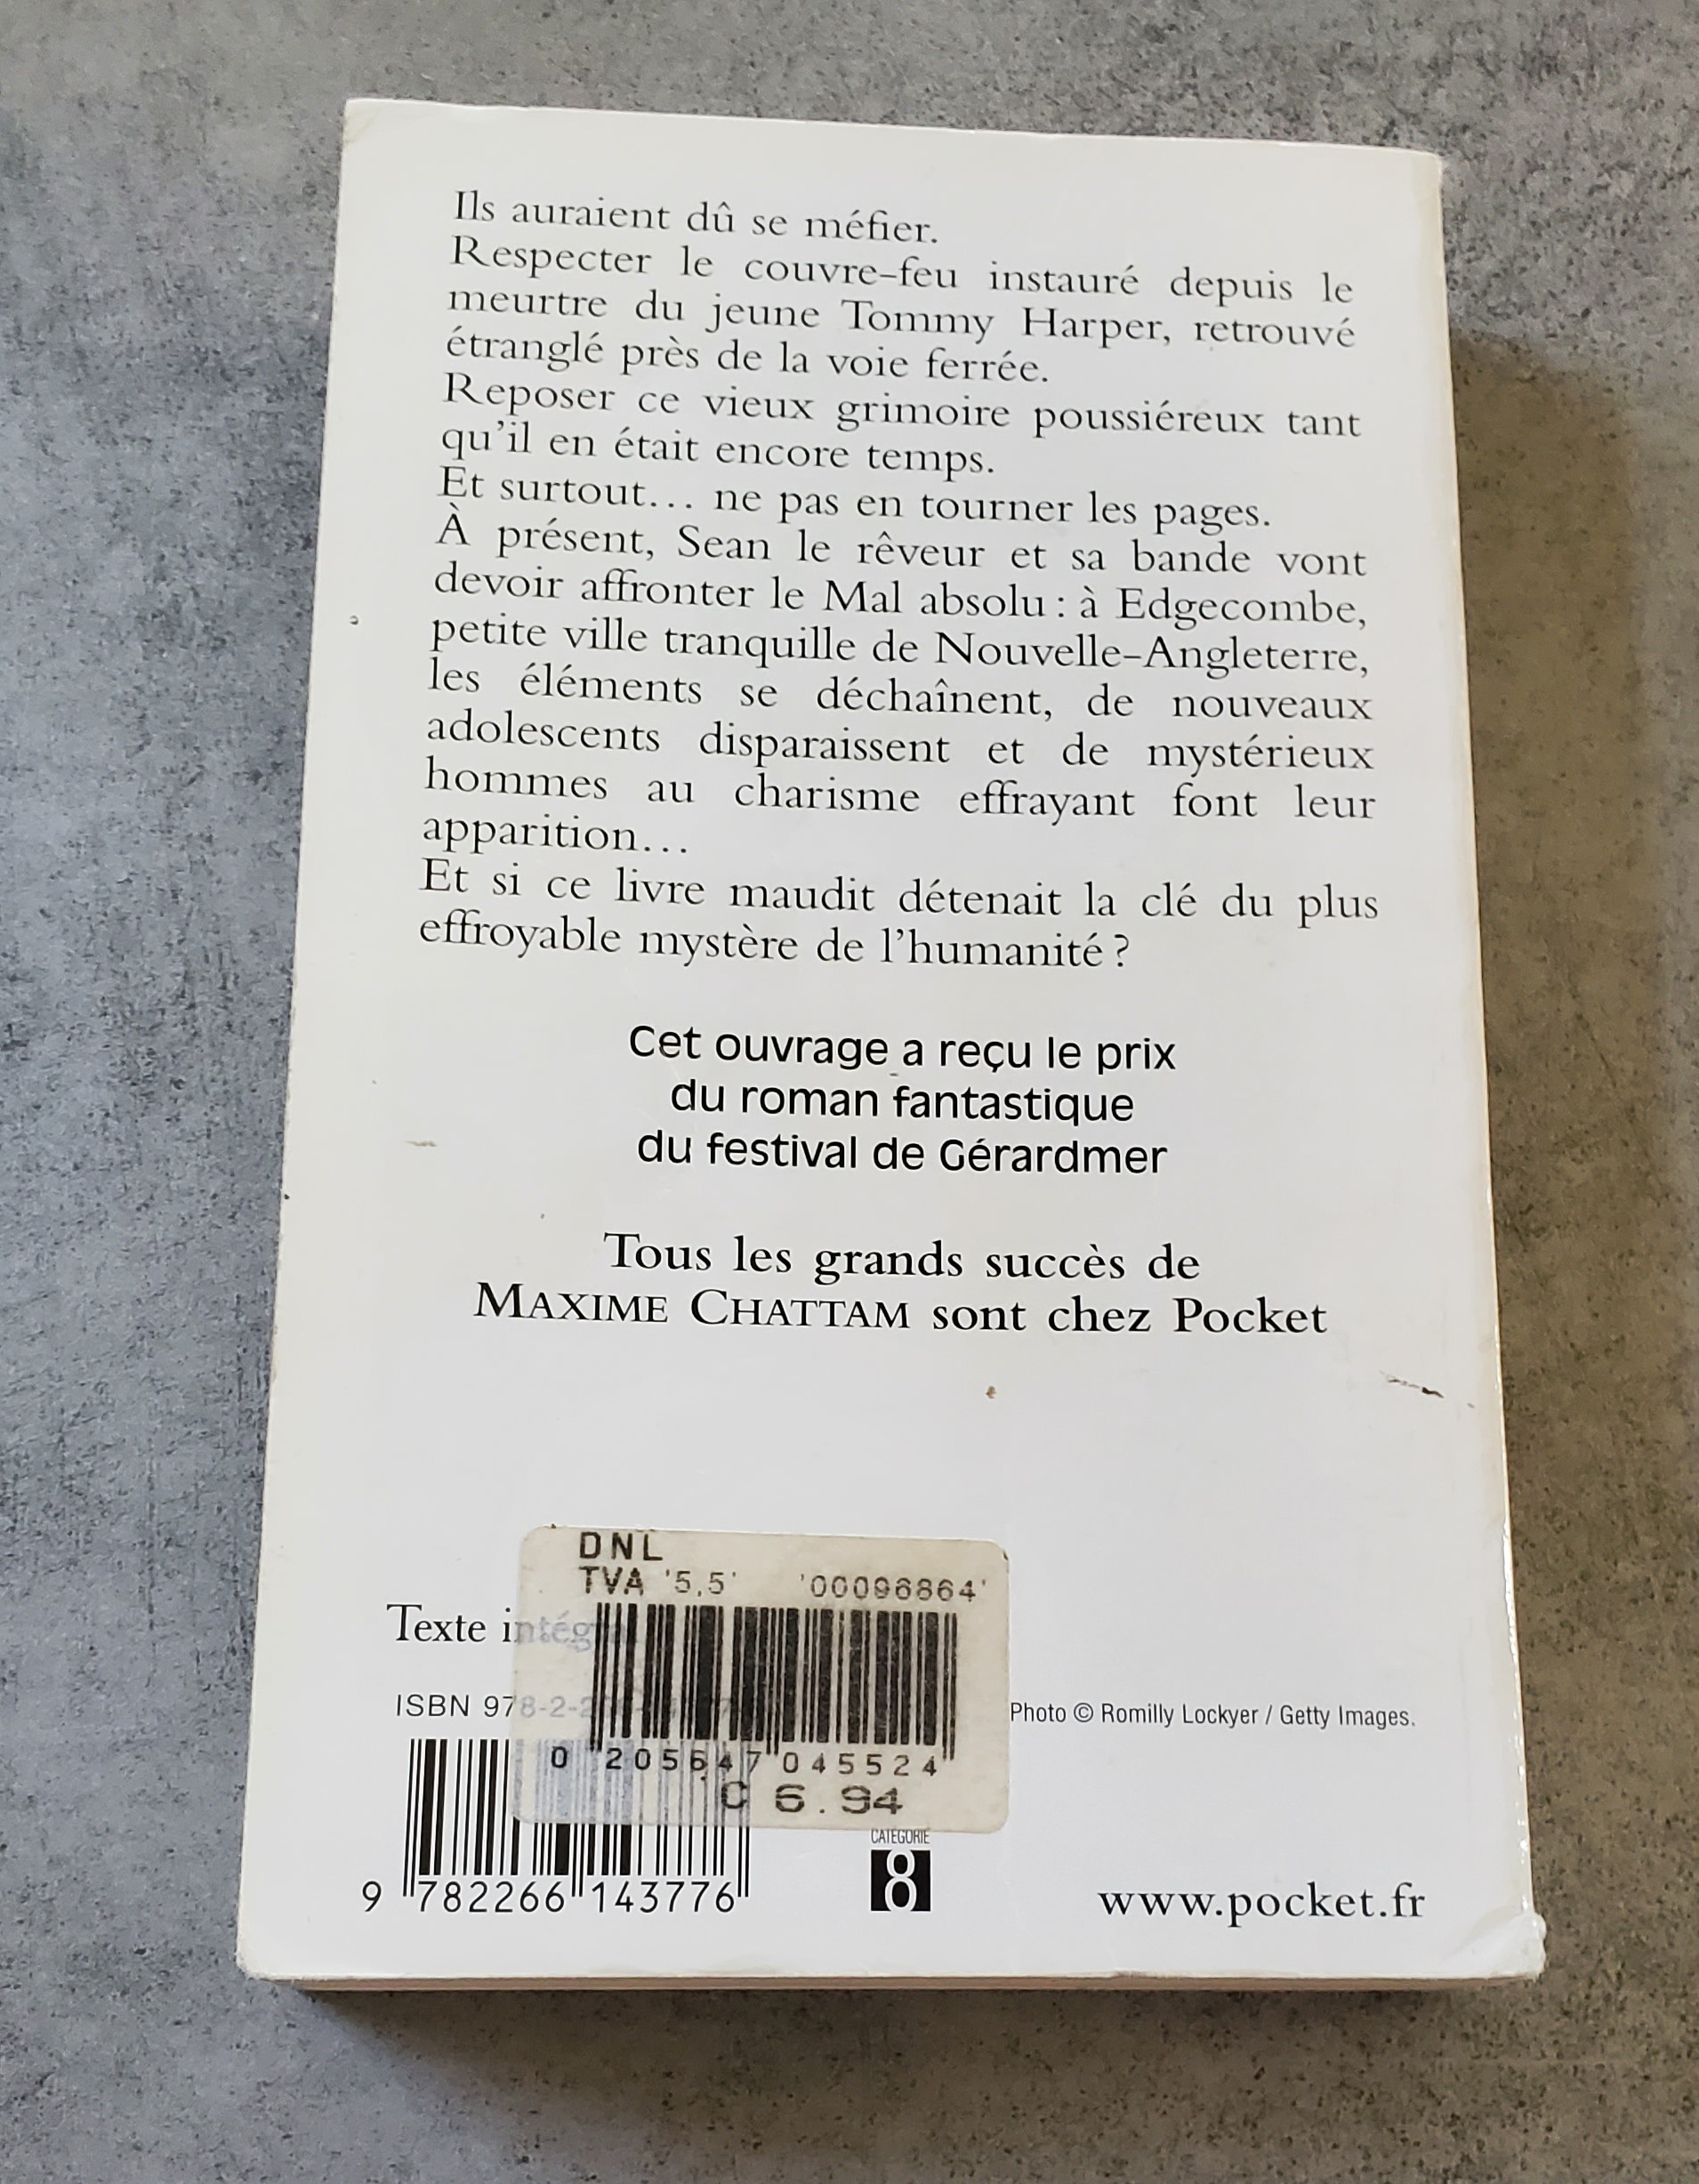 Ils auraient dû se méfier.
Respecter le couvre-feu instauré depuis le
meurtre du jeune Tommy Harper, retrouvé
étranglé près de la voie ferrée.
Reposer ce vieux grimoire poussiéreux tant
qu'il en était encore temps.
Et surtout... ne pas en tourner les pages.
À présent, Sean le rêveur et sa bande vont
devoir affronter le Mal absolu : à Edgecombe,
petite ville tranquille de Nouvelle-Angleterre,
les éléments se déchaînent, de nouveaux
adolescents disparaissent et de mystérieux
hommes au charisme effrayant font leur
apparition...
Et si ce livre maudit détenait la clé du plus
effroyable mystère de l'humanité ?
Cet ouvrage a reçu le prix
du roman fantastique
du festival de Gérardmer
Tous les grands succès de
MAXIME CHATTAM sont chez Pocket
DNL
TVA '5,5' '00096864'
Texte
ISBN
Photo © Romilly Lockyer / Getty Images.
0 205647 045524
€ 6.94
CATÉGORIE
8
9 782266 143776
www.pocket.fr